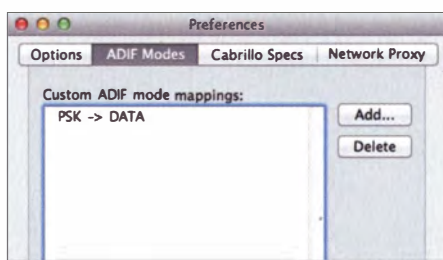 Preferences
Options ADIF Modes Cabrillo Specs Network Proxy
Custom ADIF mode mappings:
PSK -> DATA
Add...
Delete